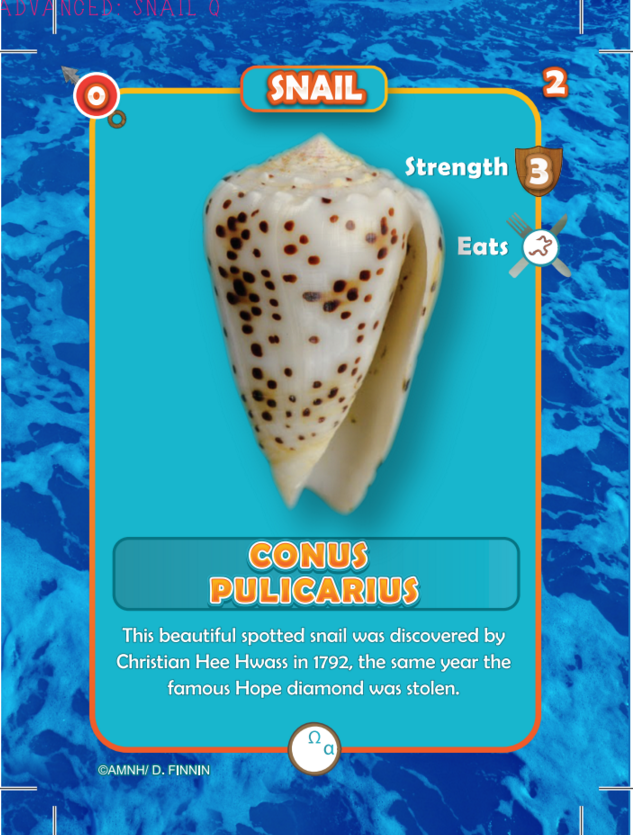 ADVANCED: SNAIL Q
0
SNAIL
2
Strength 3
Eats
CONUS
PULICARIUS
This beautiful spotted snail was discovered by
Christian Hee Hwass in 1792, the same year the
famous Hope diamond was stolen.
Ω α
©AMNH/ D. FINNIN